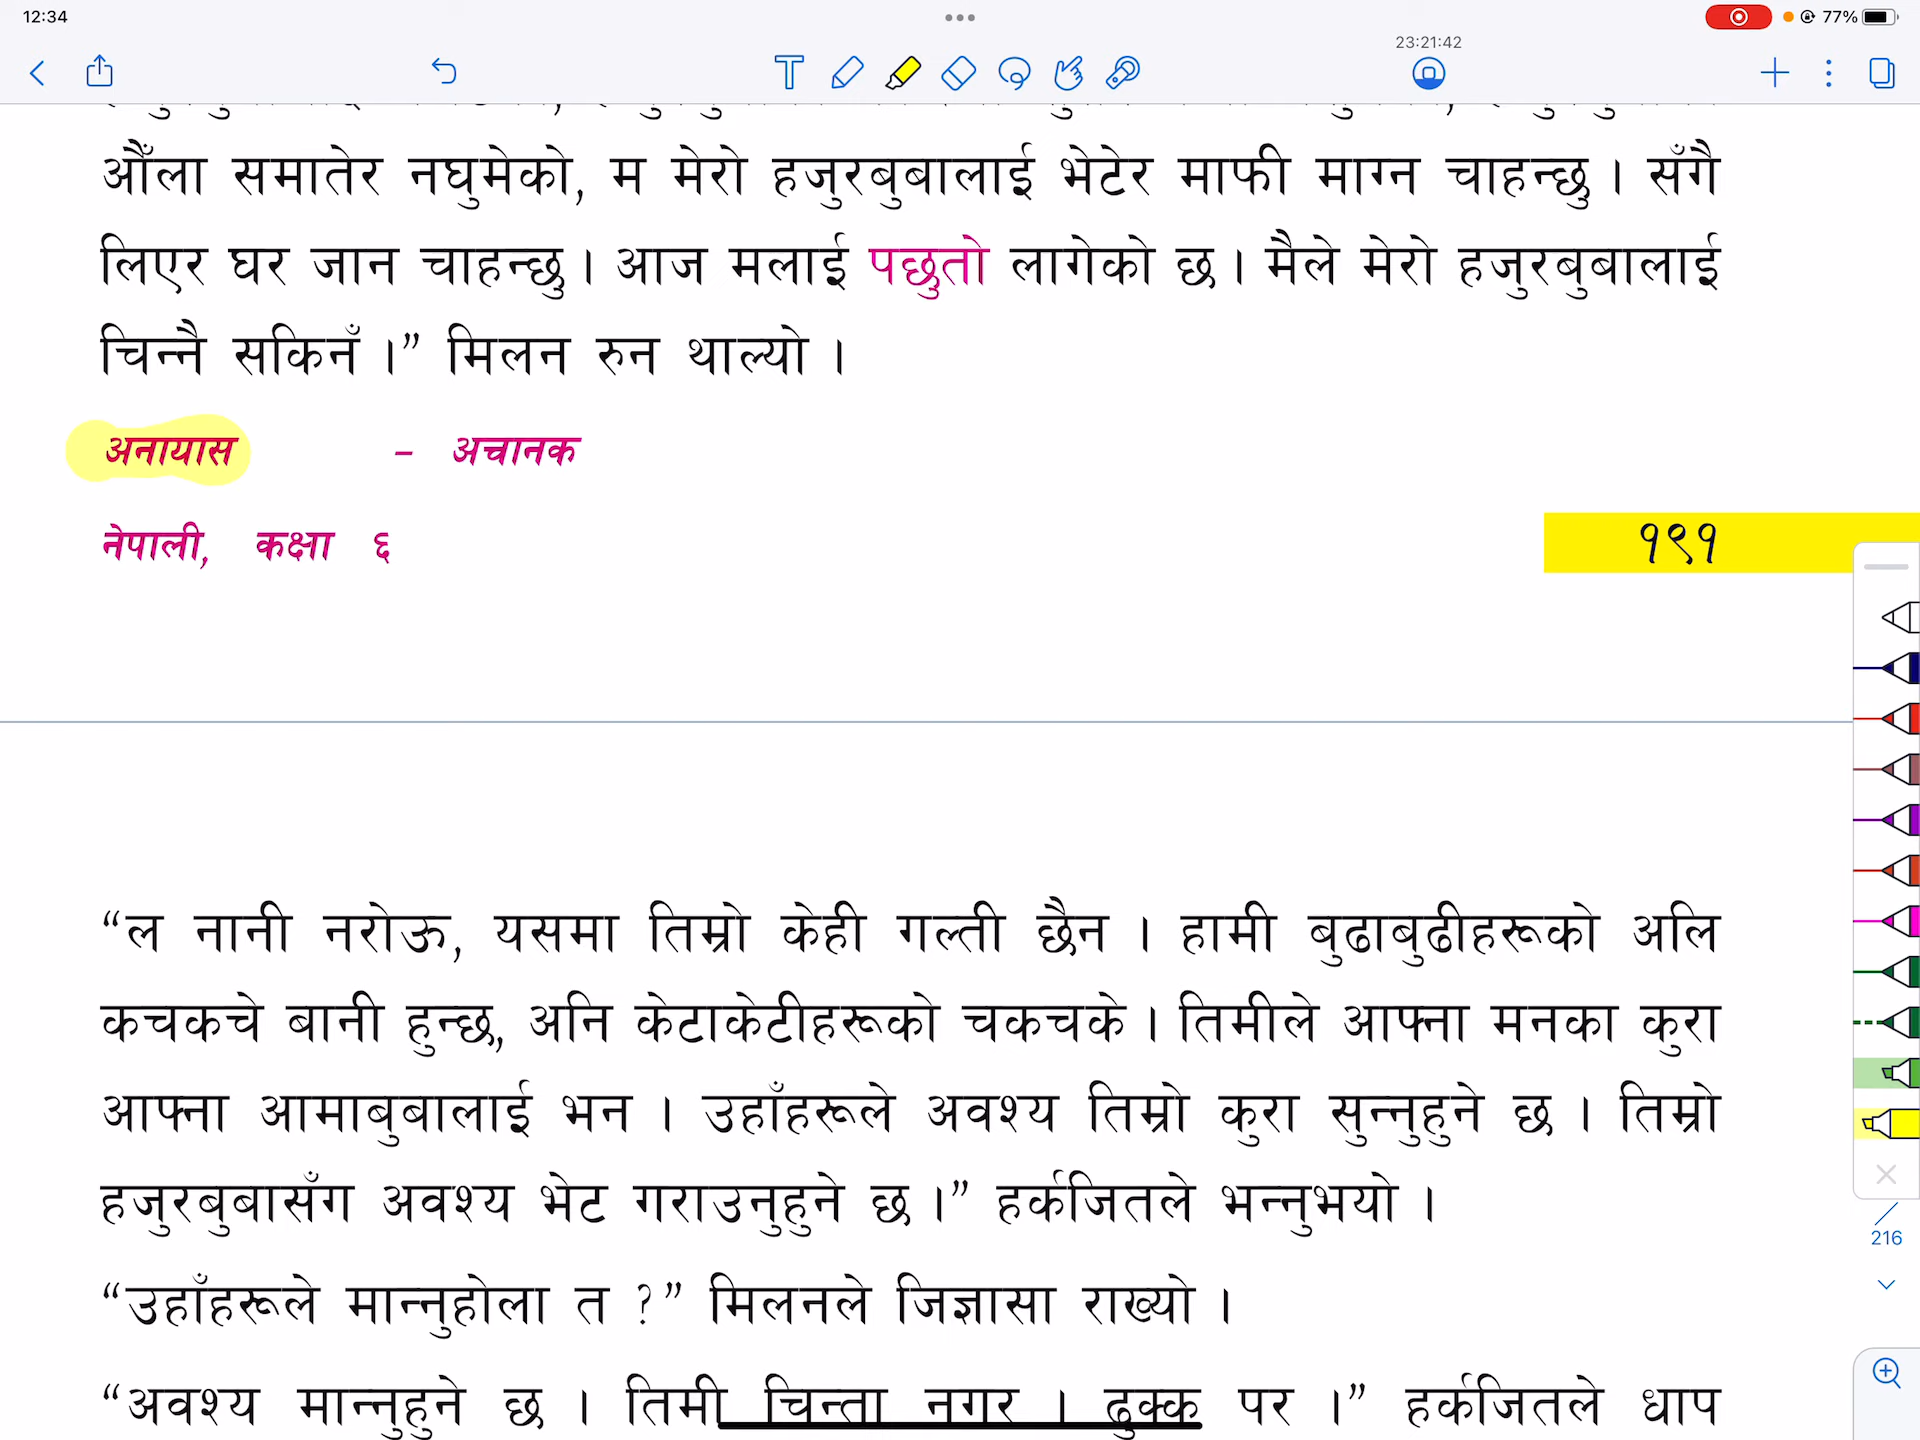 12:34
77%
23:21:42
औँला समातेर नघुमेको, म मेरो हजुरबुबालाई भेटेर माफी माग्न चाहन्छु । सँगै
लिएर घर जान चाहन्छु । आज मलाई पछुतो लागेको छ । मैले मेरो हजुरबुबालाई
चिन्नै सकिनँ ।” मिलन रुन थाल्यो ।
अनायास – अचानक
नेपाली, कक्षा ६
१९१
“ल नानी नरोऊ, यसमा तिम्रो केही गल्ती छैन । हामी बुढाबुढीहरूको अलि
कचकचे बानी हुन्छ, अनि केटाकेटीहरूको चकचके । तिमीले आफ्ना मनका कुरा
आफ्ना आमाबुबालाई भन । उहाँहरूले अवश्य तिम्रो कुरा सुन्नुहुने छ । तिम्रो
हजुरबुबासँग अवश्य भेट गराउनुहुने छ ।” हर्कजितले भन्नुभयो ।
“उहाँहरूले मान्नुहोला त ?” मिलनले जिज्ञासा राख्यो ।
“अवश्य मान्नुहुने छ । तिमी चिन्ता नगर । ढुक्क पर ।” हर्कजितले धाप
216